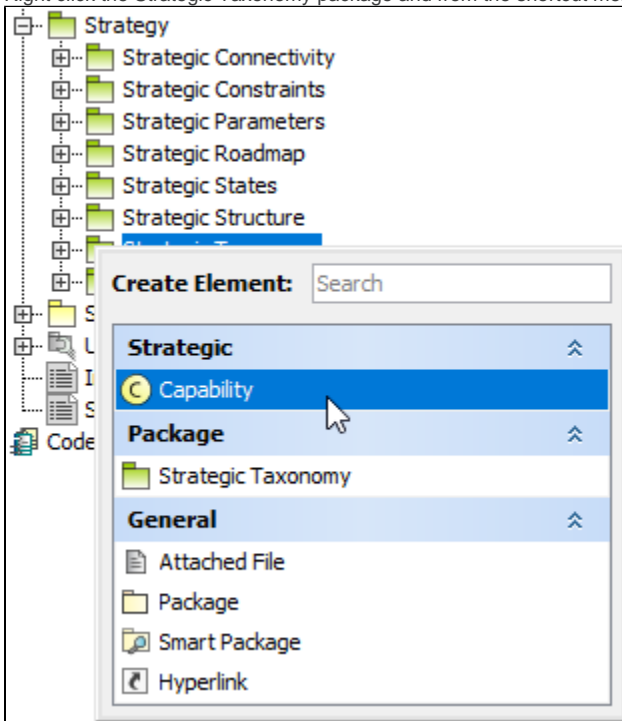 Right click the Strategic Taxonomy package and from the shortcut
Strategy
Strategic Connectivity
Strategic Constraints
Strategic Parameters
Strategic Roadmap
Strategic States
Strategic Structure
Create Element: Search
S
U
Strategic
I
Capability
S
Package
Code
Strategic Taxonomy
General
Attached File
Package
Smart Package
Hyperlink